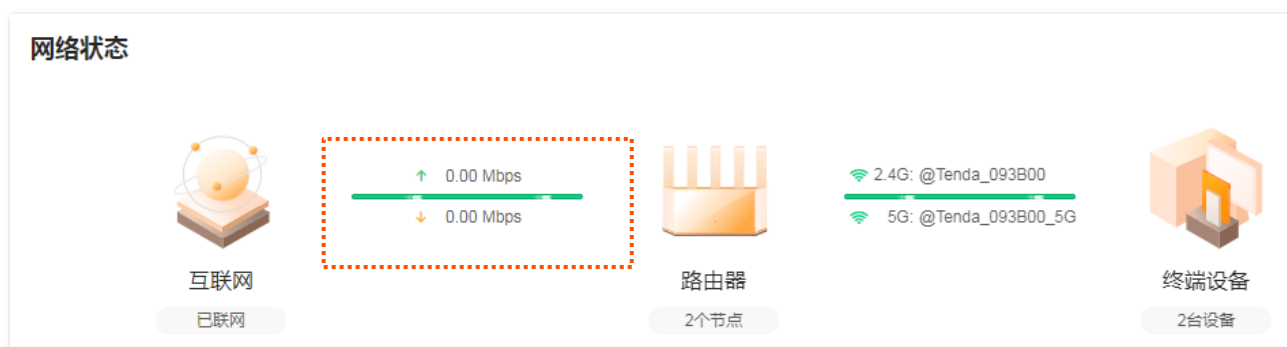 网络状态
↑ 0.00 Mbps
2.4G: @Tenda_093B00
↓ 0.00 Mbps
5G: @Tenda_093B00_5G
互联网
路由器
终端设备
已联网
2个节点
2台设备